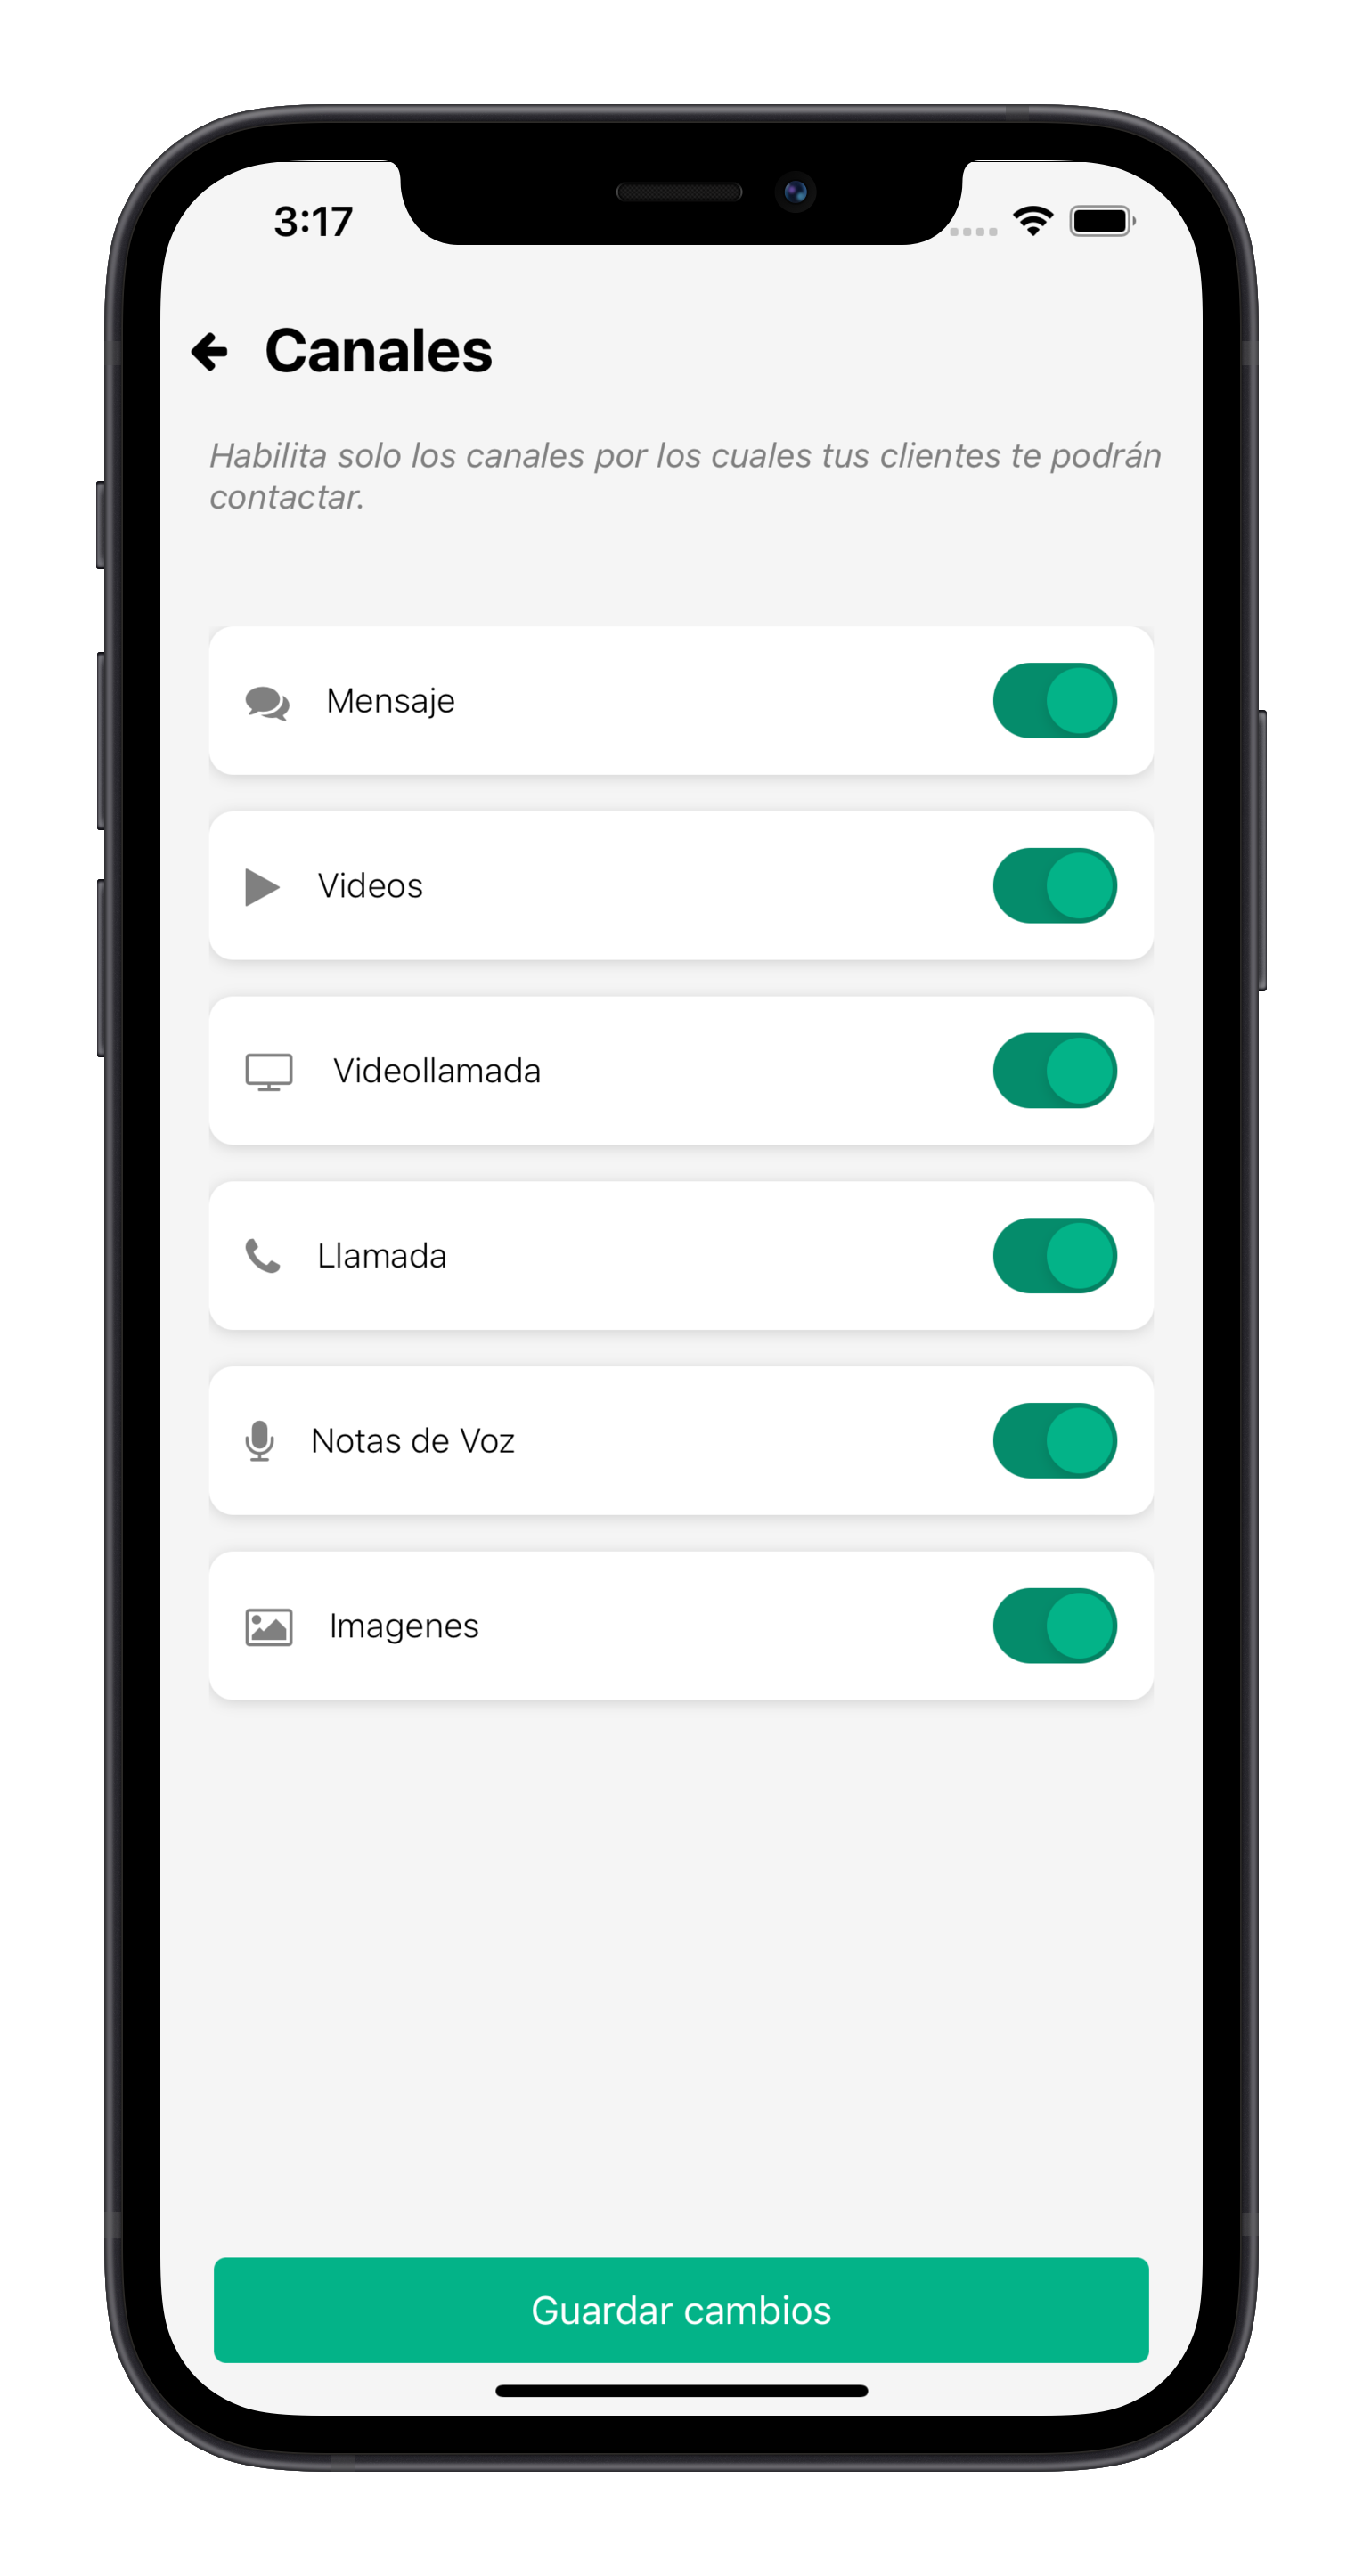 3:17
Canales
Habilita solo los canales por los cuales tus clientes te podrán
contactar.
Mensaje
Videos
Videollamada
Llamada
Notas de Voz
Imagenes
Guardar cambios